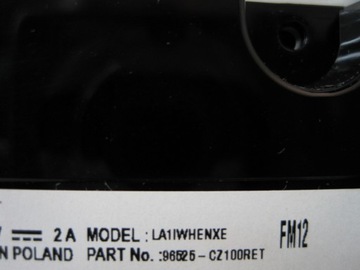 2 A MODEL : LA1IWHENXE FM12
N POLAND PART No. :96525-CZ100RET